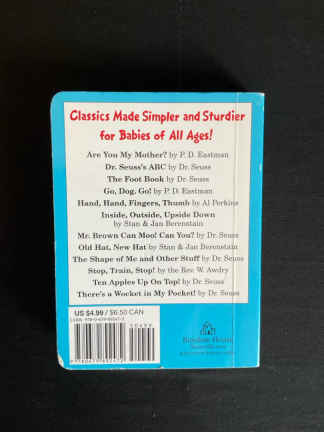 Classics Made Simpler and Sturdier
for Babies of All Ages!
Are You My Mother? by P. D. Eastman
Dr. Seuss's ABC by Dr. Seuss
The Foot Book by Dr. Seuss
Go, Dog. Go! by P. D. Eastman
Hand, Hand, Fingers, Thumb by Al Perkins
Inside, Outside, Upside Down
by Stan & Jan Berenstain
Mr. Brown Can Moo! Can You? by Dr. Seuss
Old Hat, New Hat by Stan & Jan Berenstain
The Shape of Me and Other Stuff by Dr. Seuss
Stop, Train, Stop! by the Rev. W. Awdry
Ten Apples Up On Top! by Dr. Seuss
There's a Wocket in My Pocket! by Dr. Seuss
US $4.99 / $6.50 CAN
50499
Random House